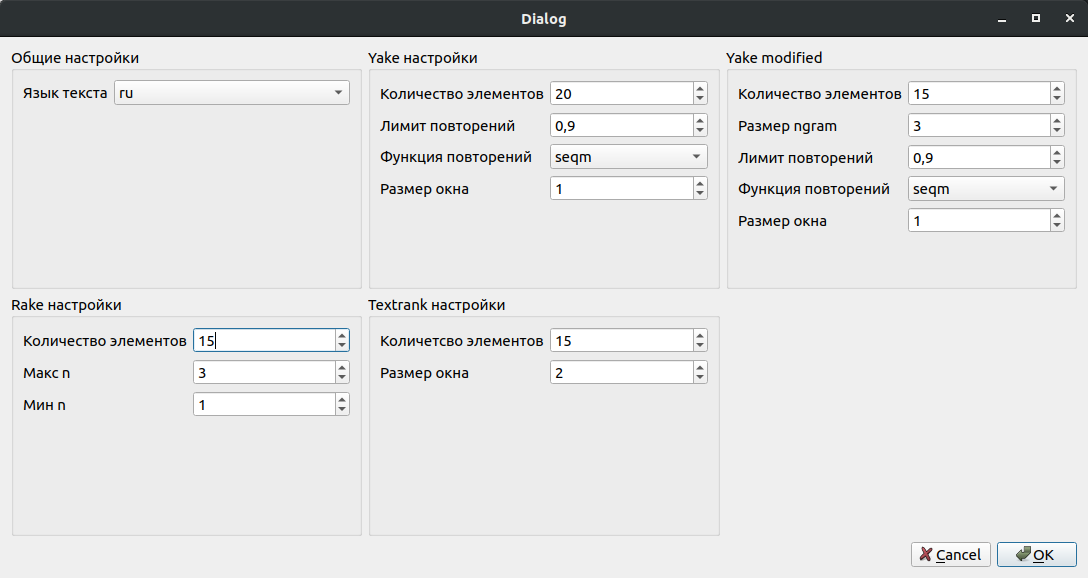 Dialog
Общие настройки
Язык текста ru
Yake настройки
Количество элементов 20
Лимит повторений 0,9
Функция повторений seqm
Размер окна 1
Yake modified
Количество элементов 15
Размер ngram 3
Лимит повторений 0,9
Функция повторений seqm
Размер окна 1
Rake настройки
Количество элементов 15
Макс n 3
Мин n 1
Textrank настройки
Количетсво элементов 15
Размер окна 2
Cancel
OK